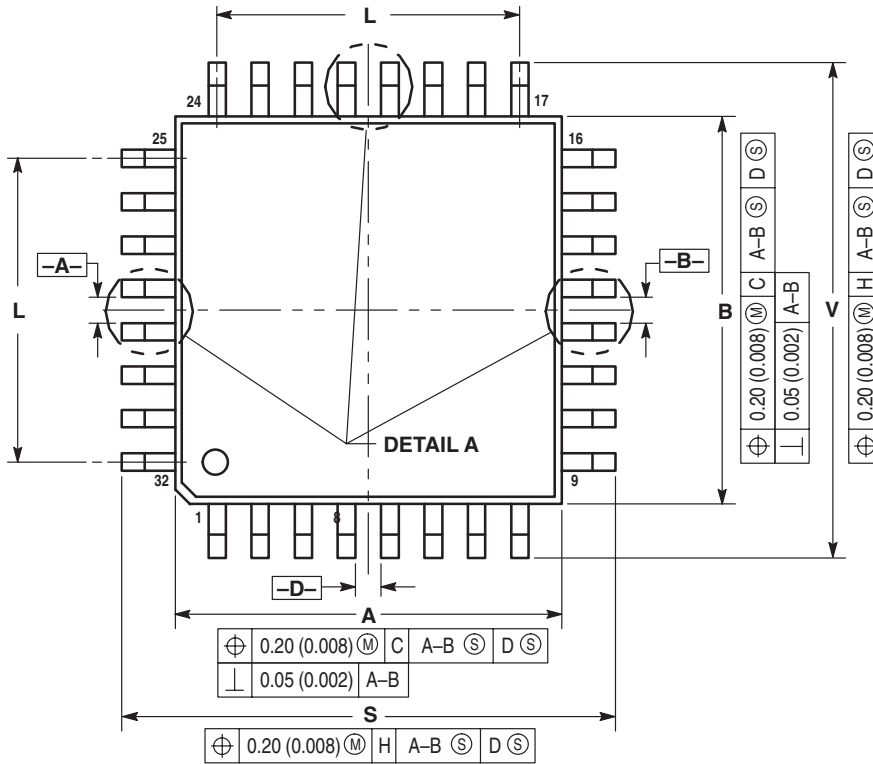 L
24
17
25
16
–A–
–B–
L
B
V
⌖ 0.20 (0.008) Ⓜ C A–B Ⓢ D Ⓢ
⊥ 0.05 (0.002) A–B
⌖ 0.20 (0.008) Ⓜ H A–B Ⓢ D Ⓢ
DETAIL A
32
9
1
8
–D–
A
⌖ 0.20 (0.008) Ⓜ C A–B Ⓢ D Ⓢ
⊥ 0.05 (0.002) A–B
S
⌖ 0.20 (0.008) Ⓜ H A–B Ⓢ D Ⓢ